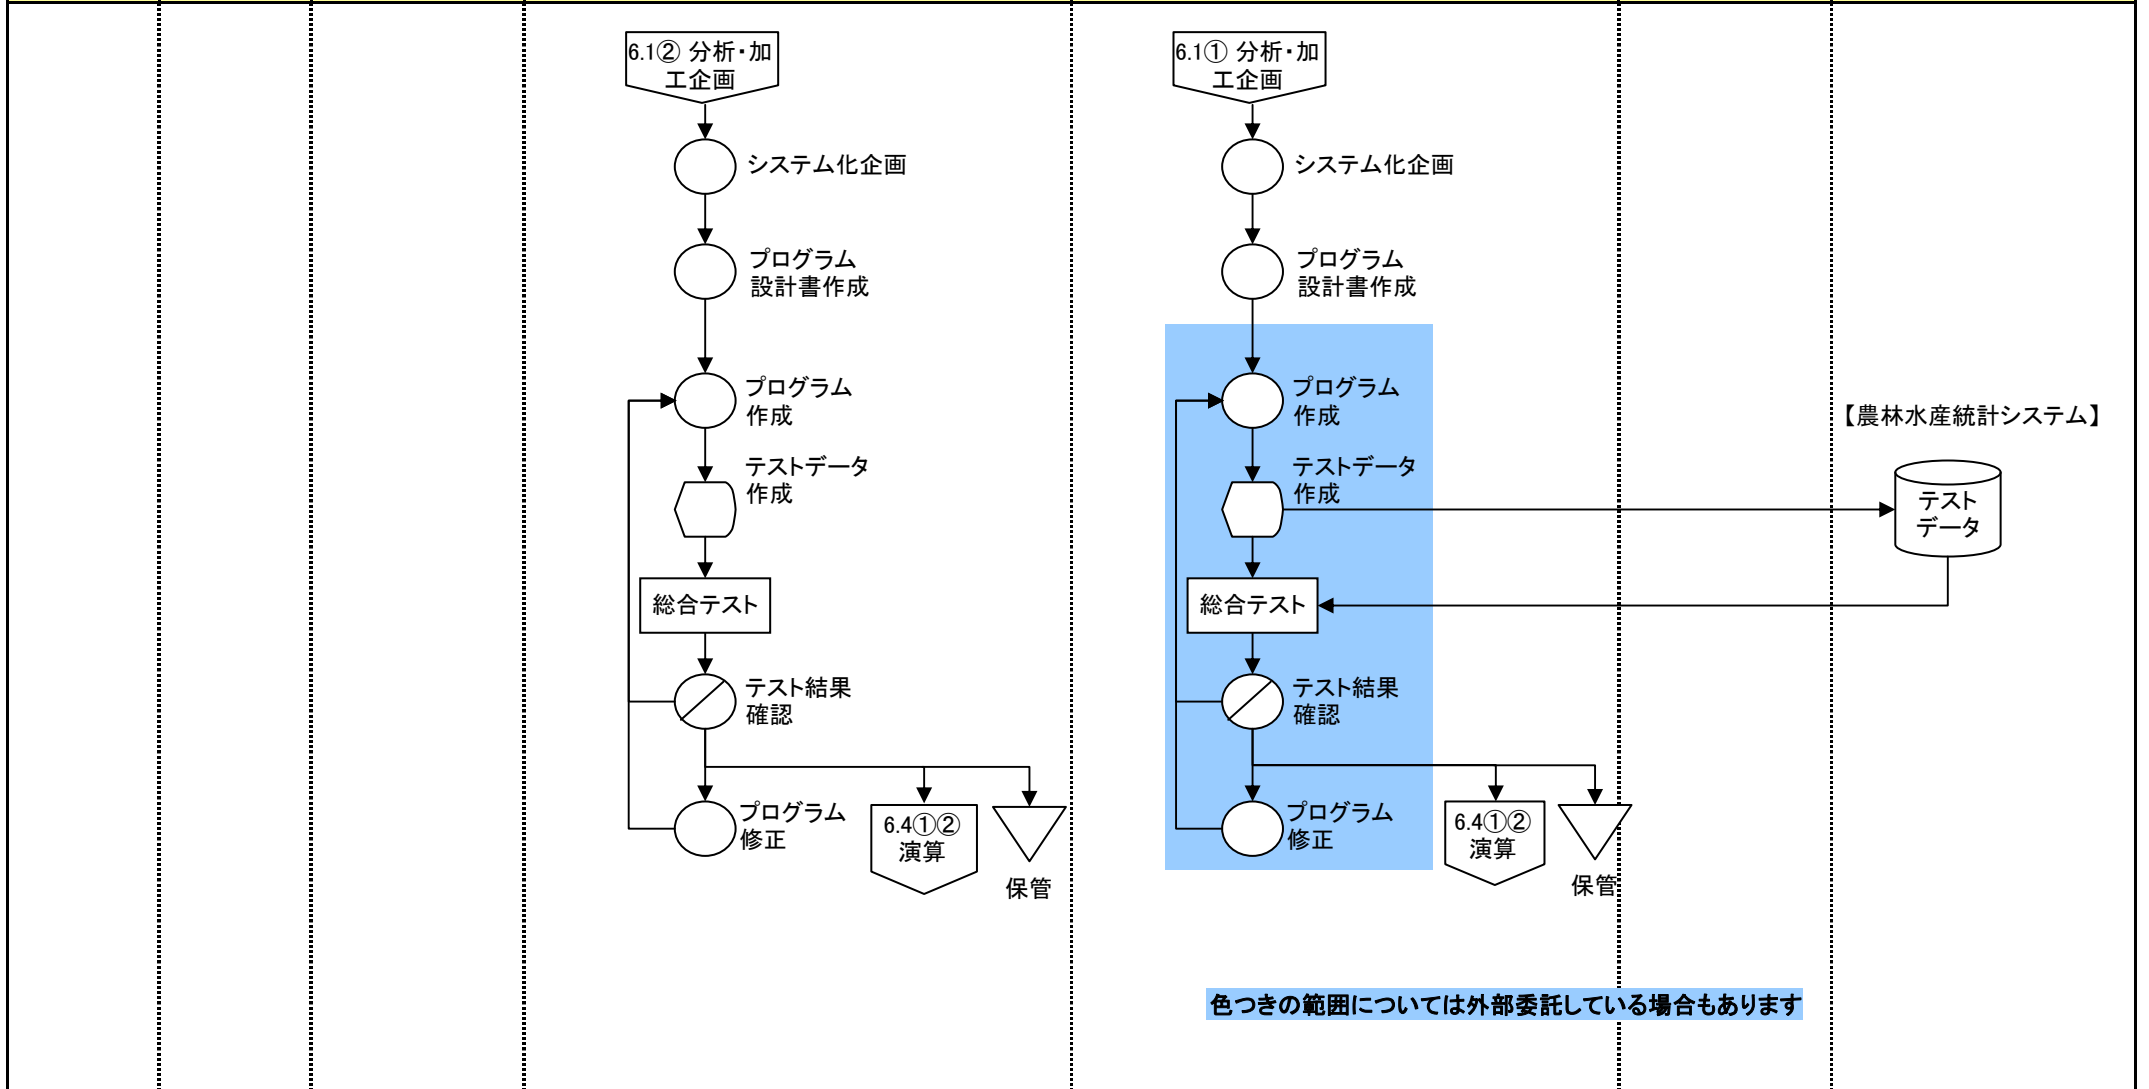 6.1② 分析・加
工企画
システム化企画
プログラム
設計書作成
プログラム
作成
テストデータ
作成
総合テスト
テスト結果
確認
プログラム
修正
6.4①②
演算
保管
6.1① 分析・加
工企画
システム化企画
プログラム
設計書作成
プログラム
作成
テストデータ
作成
総合テスト
テスト結果
確認
プログラム
修正
6.4①②
演算
保管
【農林水産統計システム】
テスト
データ
色つきの範囲については外部委託している場合もあります